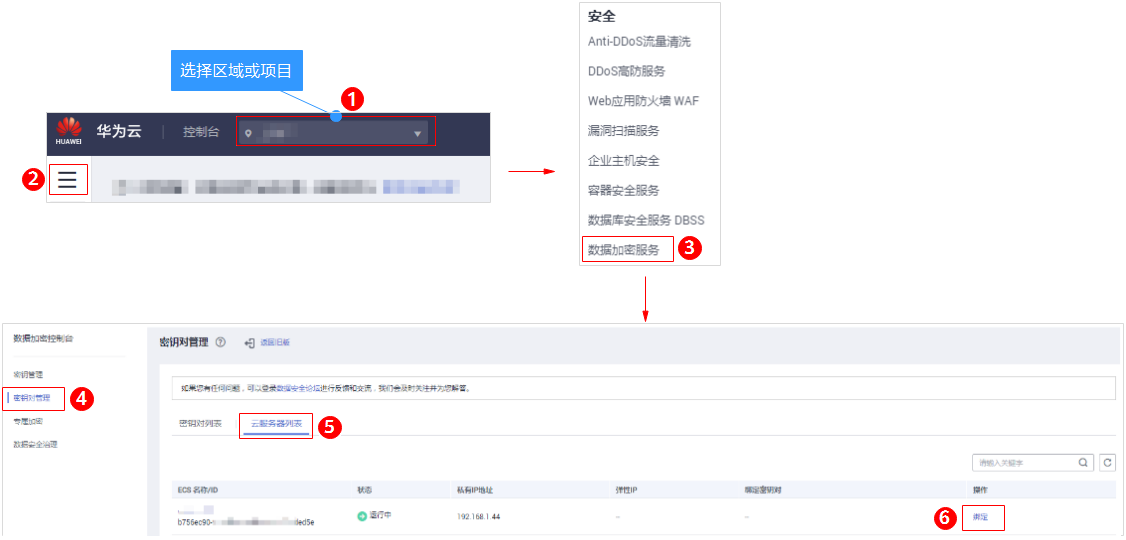 选择区域或项目
1
HUAWEI
华为云
控制台
2
安全
Anti-DDoS流量清洗
DDoS高防服务
Web应用防火墙 WAF
漏洞扫描服务
企业主机安全
容器安全服务
数据库安全服务 DBSS
数据加密服务
3
数据加密控制台
密钥管理
密钥对管理
4
专属加密
数据安全治理
密钥对管理
返回旧板
如果您有任何问题，可以登录数据安全论坛进行反馈和交流，我们会及时关注并为您解答。
密钥对列表
云服务器列表
5
请输入关键字
ECS 名称/ID
状态
私有IP地址
弹性IP
绑定密钥对
操作
b756ec90-
ded5e
运行中
192.168.1.44
--
--
6
绑定